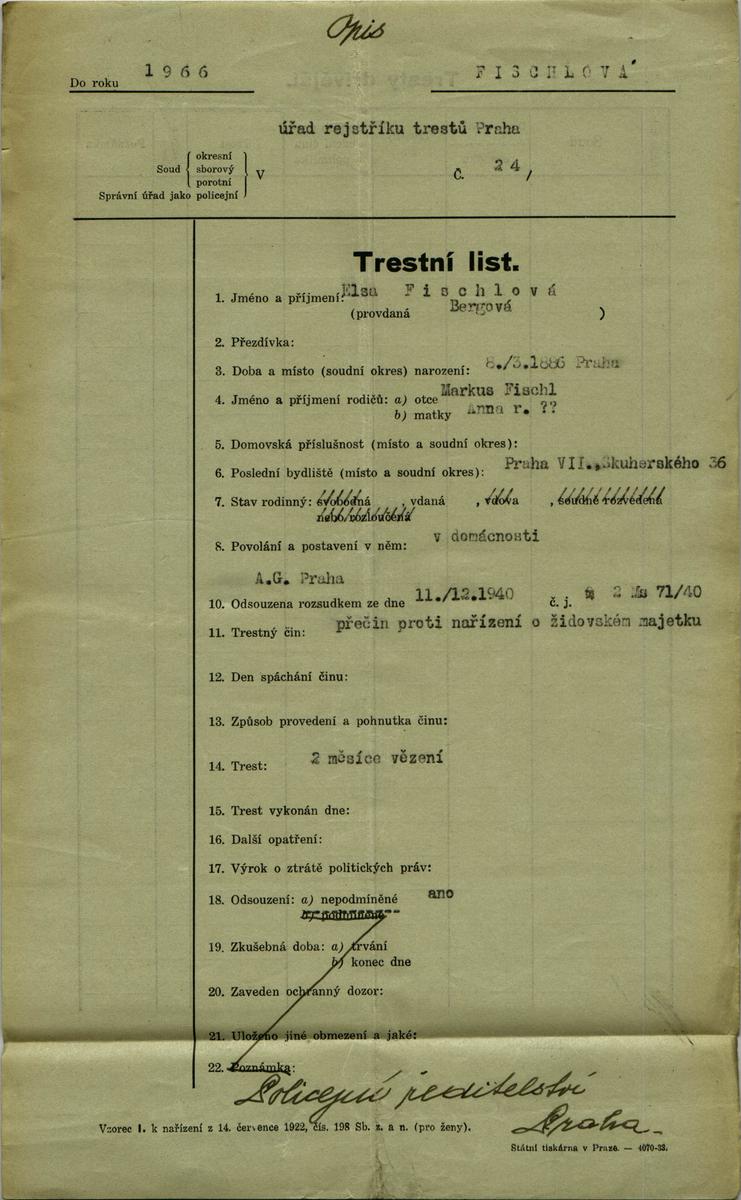 Opis
Do roku 1966 FISCHLOVÁ
úřad rejstříku trestů Praha
Soud okresní sborový porotní V Č. 24/
Správní úřad jako policejní
Trestní list.
1. Jméno a příjmení: Elsa Fischlová
(provdaná Bergová )
2. Přezdívka:
3. Doba a místo (soudní okres) narození: 8./3.1886 Praha
4. Jméno a příjmení rodičů: a) otce Markus Fischl
b) matky Anna r. ??
5. Domovská příslušnost (místo a soudní okres):
6. Poslední bydliště (místo a soudní okres): Praha VII., Skuherského 36
7. Stav rodinný: svobodná , vdaná , vdova , soudně rozvedená
nebo rozloučená
8. Povolání a postavení v něm: v domácnosti
A.G. Praha
10. Odsouzena rozsudkem ze dne 11./12.1940 č. j. 2 Ms 71/40
11. Trestný čin: přečin proti nařízení o židovském majetku
12. Den spáchání činu:
13. Způsob provedení a pohnutka činu:
14. Trest: 2 měsíce vězení
15. Trest vykonán dne:
16. Další opatření:
17. Výrok o ztrátě politických práv:
18. Odsouzení: a) nepodmíněné ano
b) podmíněné
19. Zkušebná doba: a) trvání
b) konec dne
20. Zaveden ochranný dozor:
21. Uloženo jiné obmezení a jaké:
22. Poznámka:
Policejní ředitelství
Praha
Vzorec I. k nařízení z 14. července 1922, čís. 198 Sb. z. a n. (pro ženy).
Státní tiskárna v Praze. — 4070-33.